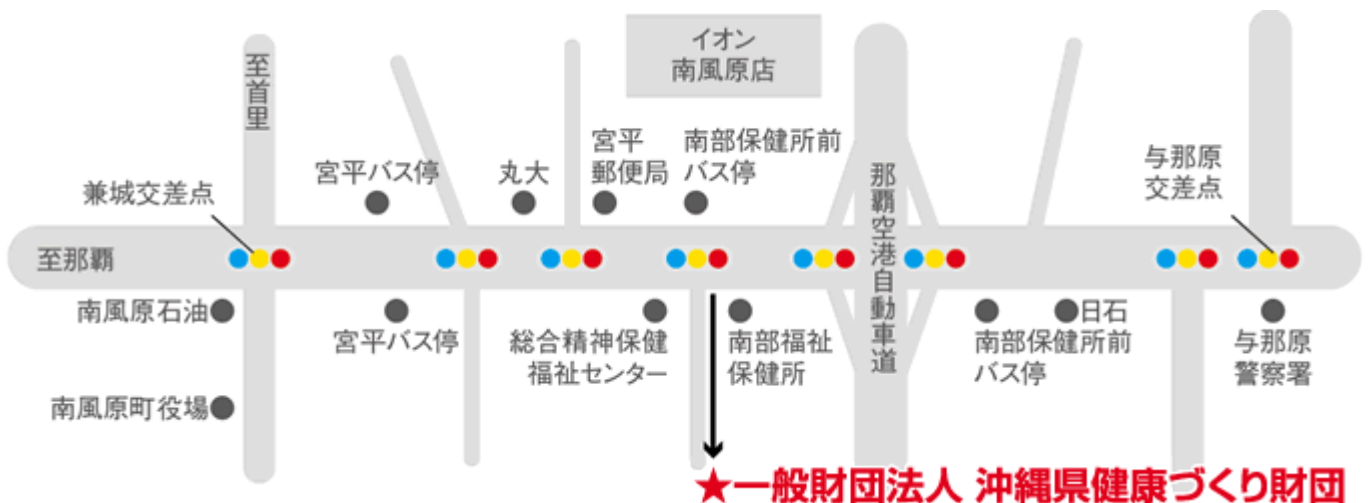 イオン
南風原店
至首里
宮平バス停
丸大
宮平
郵便局
南部保健所前
バス停
那覇空港自動車道
与那原
交差点
兼城交差点
至那覇
南風原石油
宮平バス停
総合精神保健
福祉センター
南部福祉
保健所
南部保健所前
バス停
日石
与那原
警察署
南風原町役場
★一般財団法人 沖縄県健康づくり財団